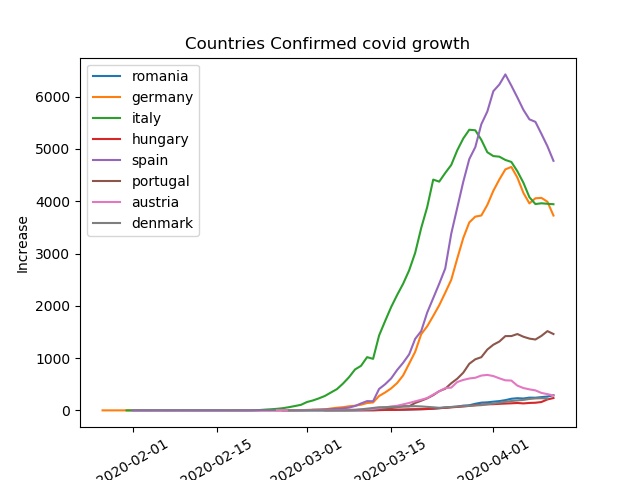 Countries Confirmed covid growth
romania
germany
italy
hungary
spain
portugal
austria
denmark
Increase
6000
5000
4000
3000
2000
1000
0
2020-02-01
2020-02-15
2020-03-01
2020-03-15
2020-04-01